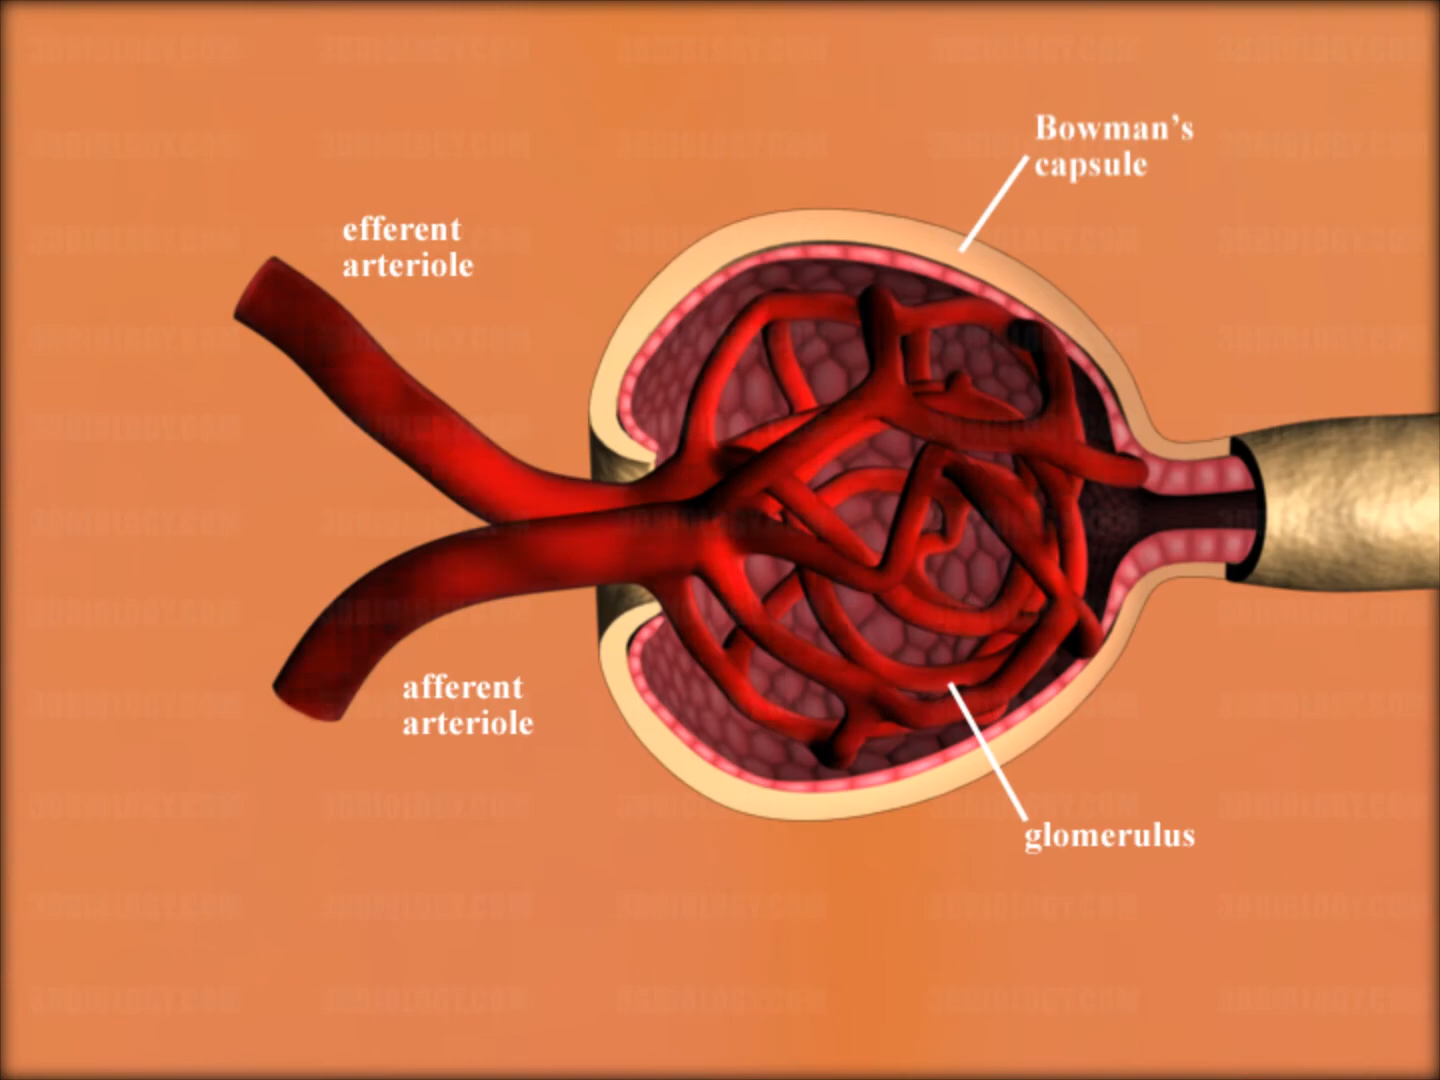 Bowman's
capsule
efferent
arteriole
afferent
arteriole
glomerulus